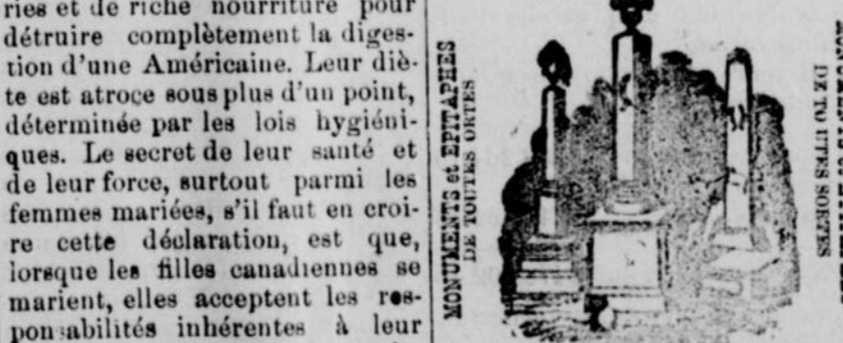 ries et de riche nourriture pour
détruire complètement la diges-
tion d'une Américaine. Leur diè-
te est atroce sous plus d'un point,
déterminée par les lois hygiéni-
ques. Le secret de leur santé et
de leur force, surtout parmi les
femmes mariées, s'il faut en croi-
re cette déclaration, est que,
lorsque les filles canadiennes se
marient, elles acceptent les res-
ponsabilités inhérentes à leur
MONUMENTS et EPITAPHES
DE TOUTES ORTES
DE TOUTES SORTES